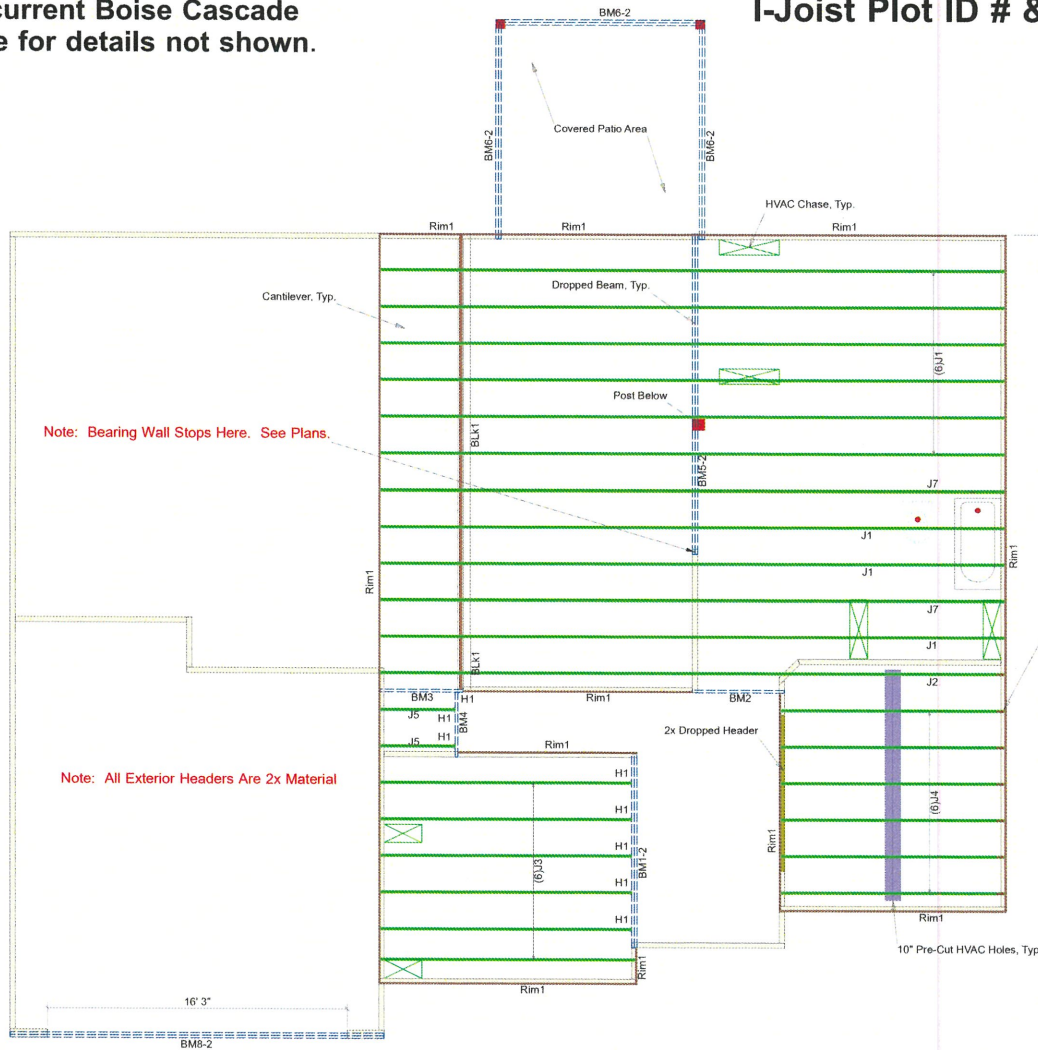 current Boise Cascade
e for details not shown.
I-Joist Plot ID # &
BM6-2
BM6-2
BM6-2
Covered Patio Area
HVAC Chase, Typ.
Rim1
Rim1
Rim1
Cantilever, Typ.
Dropped Beam, Typ.
(6)J1
Post Below
Note: Bearing Wall Stops Here. See Plans.
BLk1
BM5-2
J7
J1
Rim1
J1
Rim1
J7
J1
BLk1
J2
BM3
H1
Rim1
BM2
J5
H1
BM4
H1
J5
Rim1
2x Dropped Header
Note: All Exterior Headers Are 2x Material
H1
H1
(6)J4
H1
Rim1
BM1-2
(6)J3
H1
H1
Rim1
10" Pre-Cut HVAC Holes, Typ
Rim1
Rim1
16' 3"
BM8-2